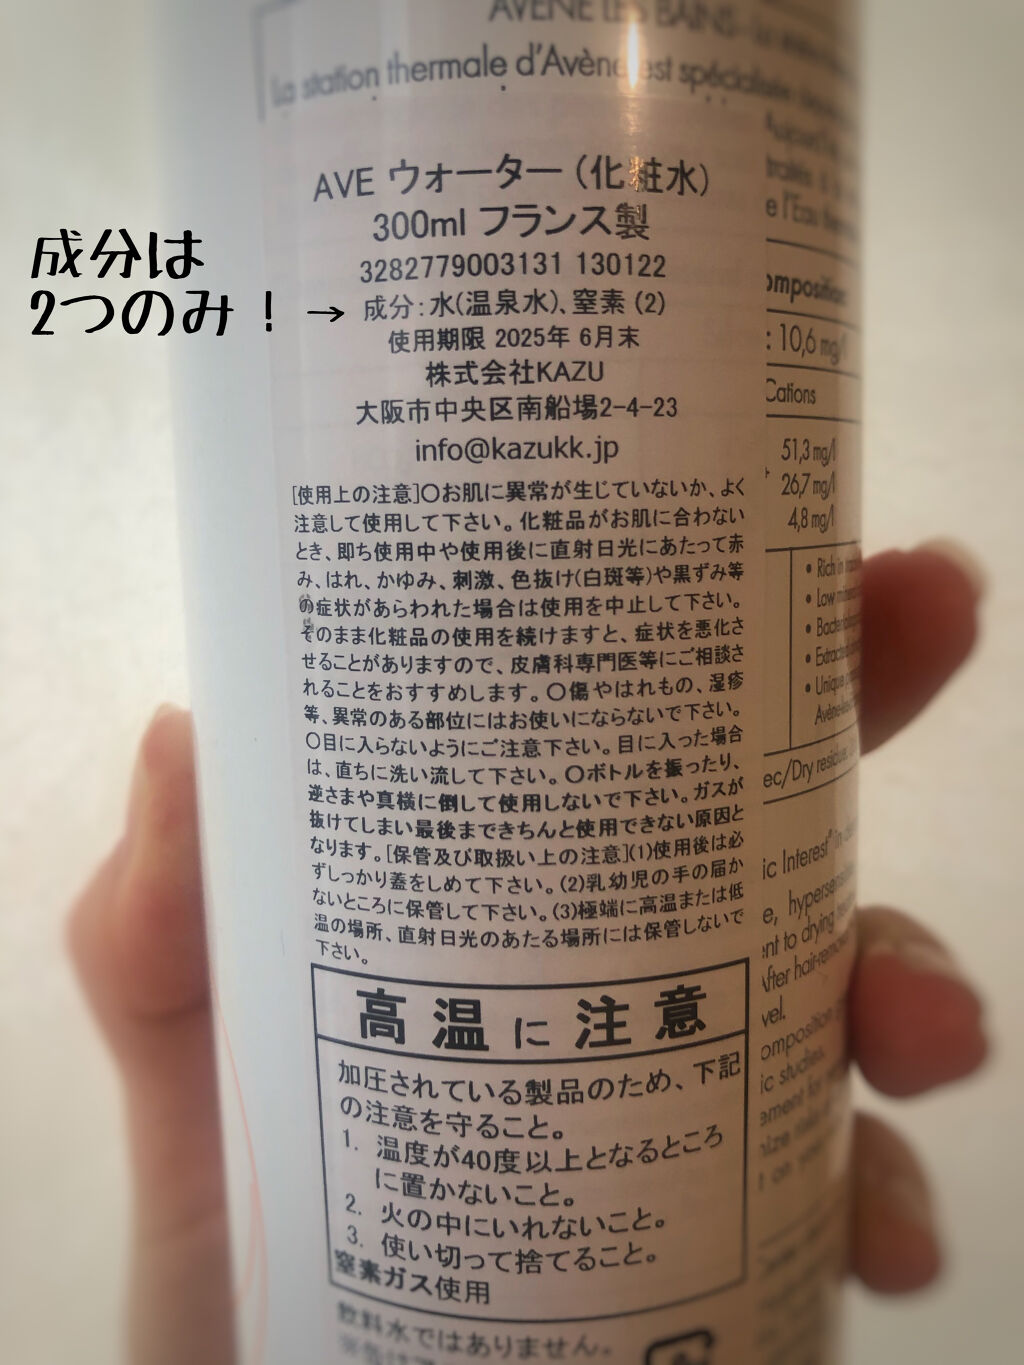 AVÈNE LES BAINS
La station thermale d'Avène est spécialisée
AVE ウォーター（化粧水）
300ml フランス製
3282779003131 130122
成分は
2つのみ！→
成分：水(温泉水)、窒素 (2)
使用期限 2025年 6月末
株式会社KAZU
大阪市中央区南船場2-4-23
info@kazukk.jp
[使用上の注意]〇お肌に異常が生じていないか、よく
注意して使用して下さい。化粧品がお肌に合わない
とき、即ち使用中や使用後に直射日光にあたって赤
み、はれ、かゆみ、刺激、色抜け(白斑等)や黒ずみ等
の症状があらわれた場合は使用を中止して下さい。
そのまま化粧品の使用を続けますと、症状を悪化さ
せることがありますので、皮膚科専門医等にご相談さ
れることをおすすめします。〇傷やはれもの、湿疹
等、異常のある部位にはお使いにならないで下さい。
〇目に入らないようにご注意下さい。目に入った場合
は、直ちに洗い流して下さい。〇ボトルを振ったり、
逆さまや真横に倒して使用しないで下さい。ガスが
抜けてしまい最後まできちんと使用できない原因と
なります。[保管及び取扱い上の注意](1)使用後は必
ずしっかり蓋をしめて下さい。(2)乳幼児の手の届か
ないところに保管して下さい。(3)極端に高温または低
温の場所、直射日光のあたる場所には保管しないで
下さい。
高温に注意
加圧されている製品のため、下記
の注意を守ること。
1. 温度が40度以上となるところ
に置かないこと。
2. 火の中にいれないこと。
3. 使い切って捨てること。
窒素ガス使用
飲料水ではありません。
: 10,6 mg/l
Cations
51,3 mg/l
26,7 mg/l
4,8 mg/l
• Rich in
• Low
• Unique
ec/Dry residue
ic Interest* in
e,
ent to drying
After hair-
vel.
ic studies.